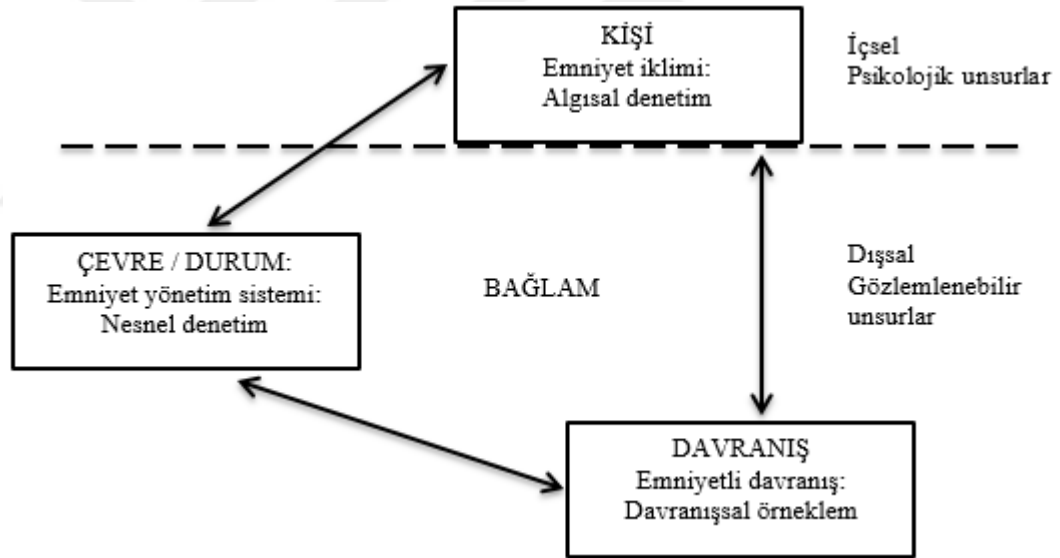 KİŞİ
Emniyet iklimi:
Algısal denetim
İçsel
Psikolojik unsurlar
ÇEVRE / DURUM:
Emniyet yönetim sistemi:
Nesnel denetim
BAĞLAM
Dışsal
Gözlemlenebilir
unsurlar
DAVRANIŞ
Emniyetli davranış:
Davranışsal örneklem